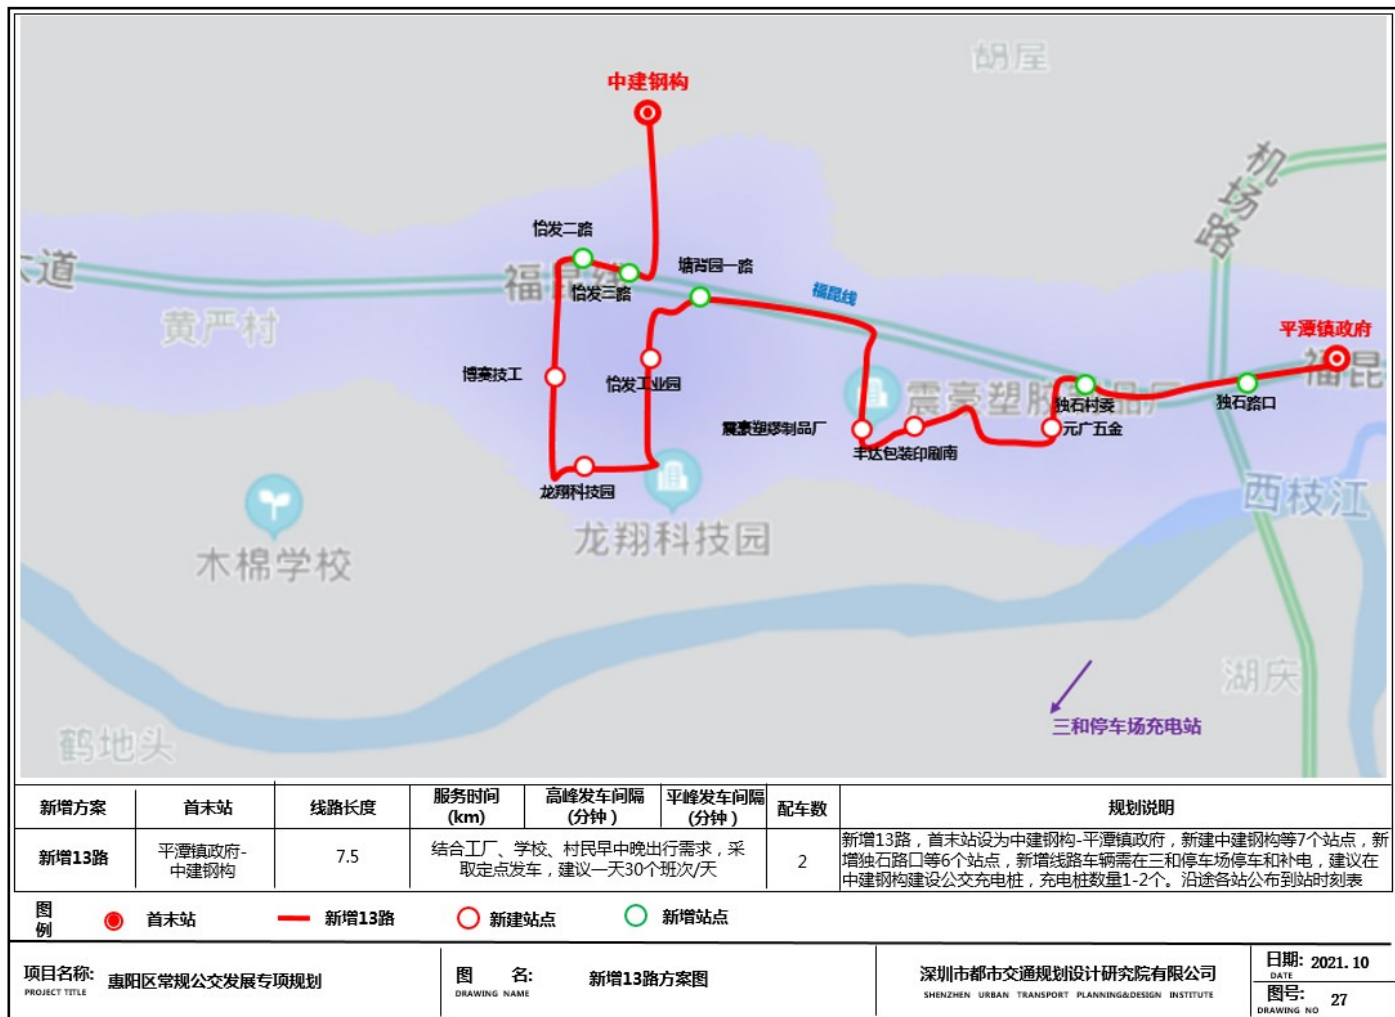 胡屋
中建钢构
机场路
怡发二路
塘背园一路
大道
福昆线
怡发三路
福昆线
黄严村
平潭镇政府
福昆
博赛技工
怡发工业园
震豪塑胶制品厂
独石村委
独石路口
震豪塑胶制品厂
元广五金
丰达包装印刷南
龙翔科技园
西枝江
龙翔科技园
木棉学校
湖庆
三和停车场充电站
鹤地头
新增方案
首末站
线路长度
服务时间
(km)
高峰发车间隔
(分钟)
平峰发车间隔
(分钟)
配车数
规划说明
新增13路
平潭镇政府-
中建钢构
7.5
结合工厂、学校、村民早中晚出行需求，采
取定点发车，建议一天30个班次/天
2
新增13路，首末站设为中建钢构-平潭镇政府，新建中建钢构等7个站点，新
增独石路口等6个站点，新增线路车辆需在三和停车场停车和补电，建议在
中建钢构建设公交充电桩，充电桩数量1-2个。沿途各站公布到站时刻表
图
例
首末站
新增13路
新建站点
新增站点
项目名称:
PROJECT TITLE
惠阳区常规公交发展专项规划
图 名:
DRAWING NAME
新增13路方案图
深圳市都市交通规划设计研究院有限公司
SHENZHEN URBAN TRANSPORT PLANNING&DESIGN INSTITUTE
日期: 2021.10
DATE
图号: 27
DRAWING NO